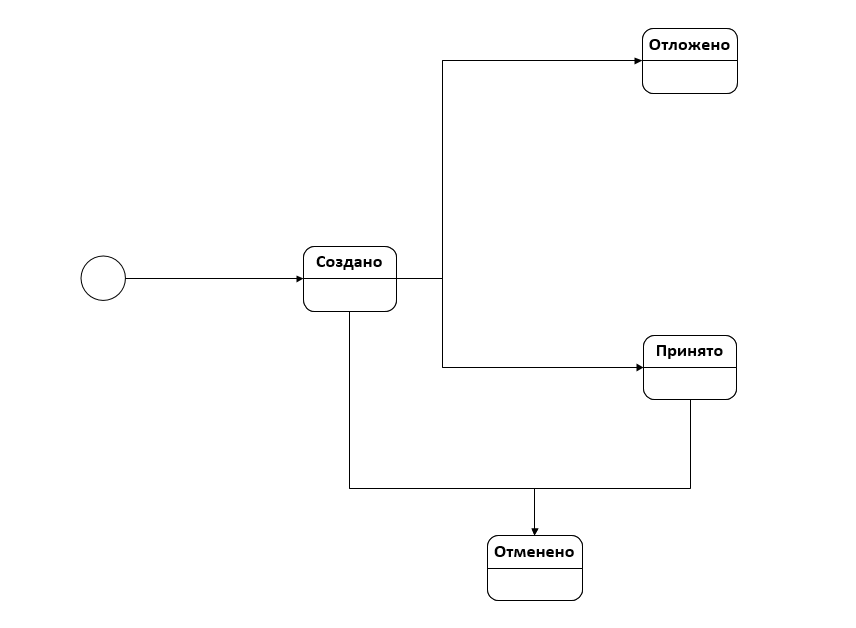 Отложено
Создано
Принято
Отменено